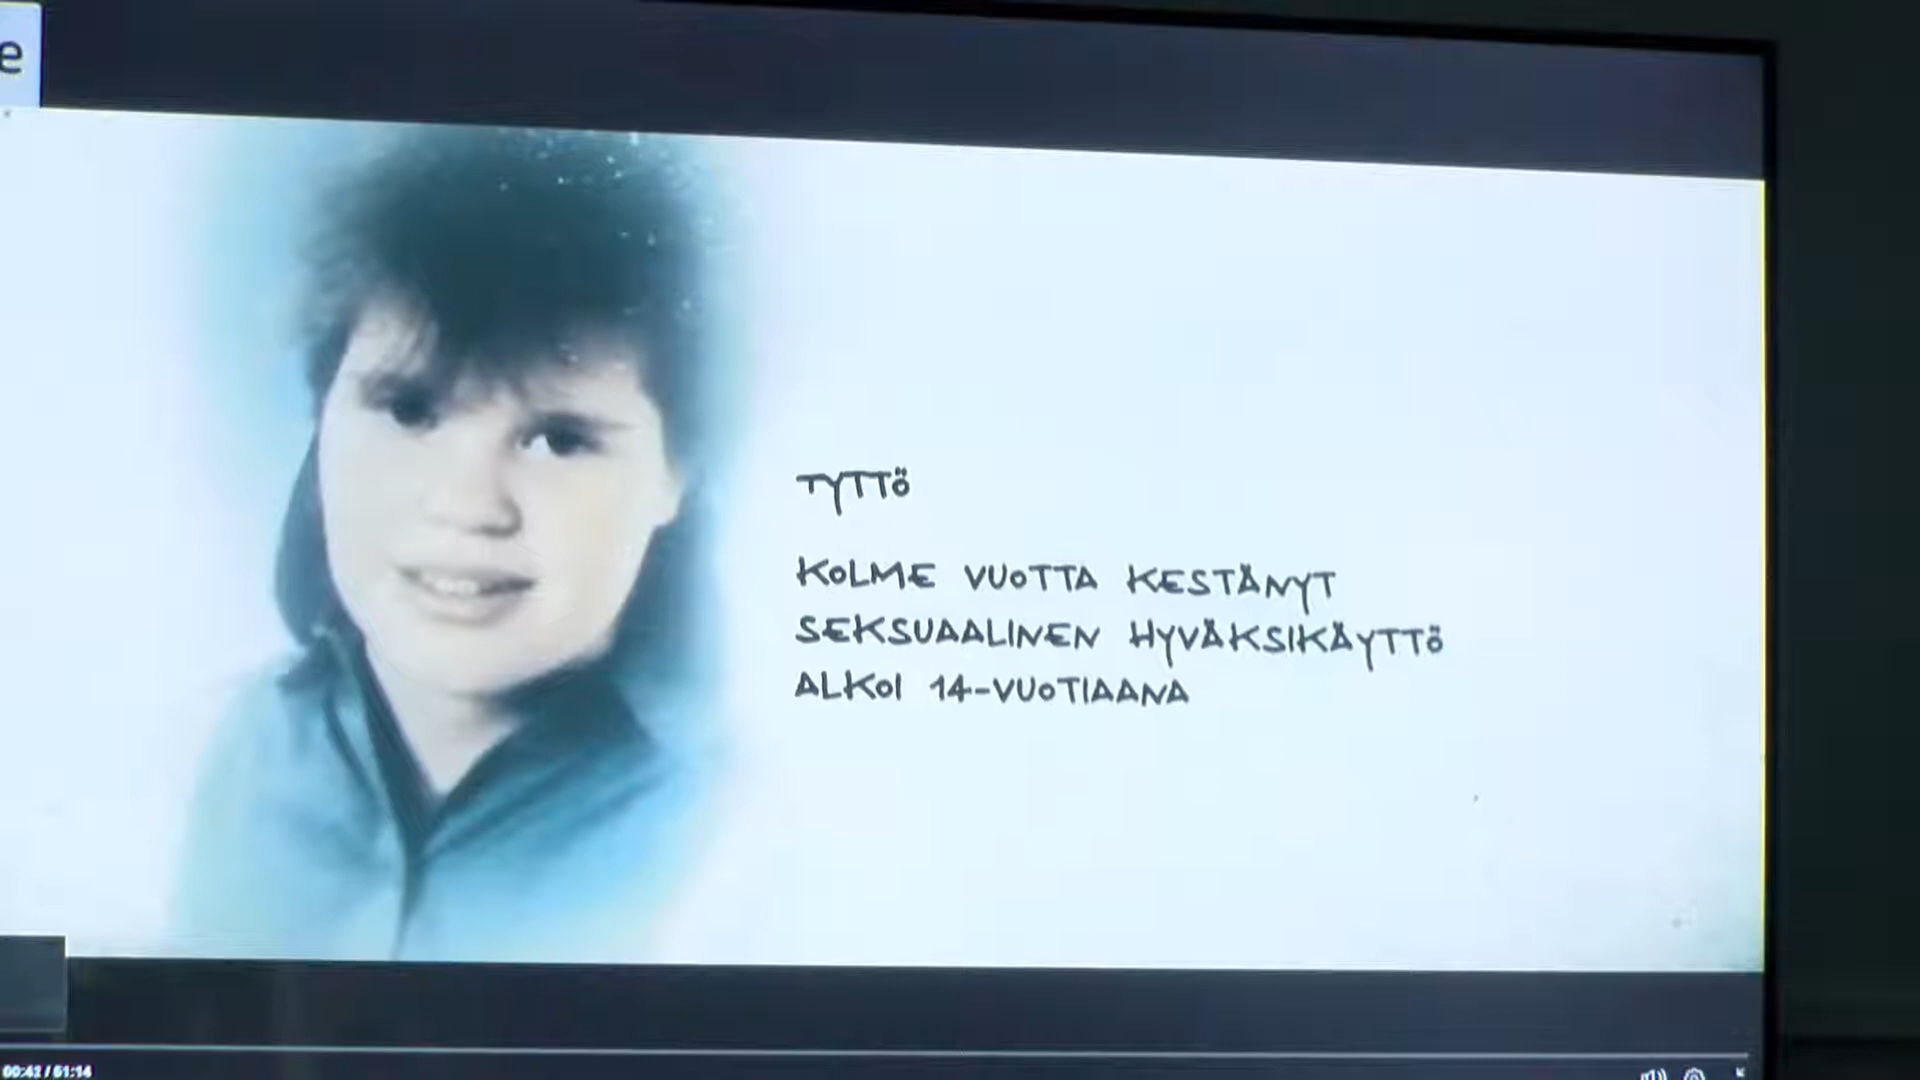 e
TYTTÖ
KOLME VUOTTA KESTÄNYT
SEKSUAALINEN HYVÄKSIKÄYTTÖ
ALKOI 14-VUOTIAANA
00:42 / 51:14